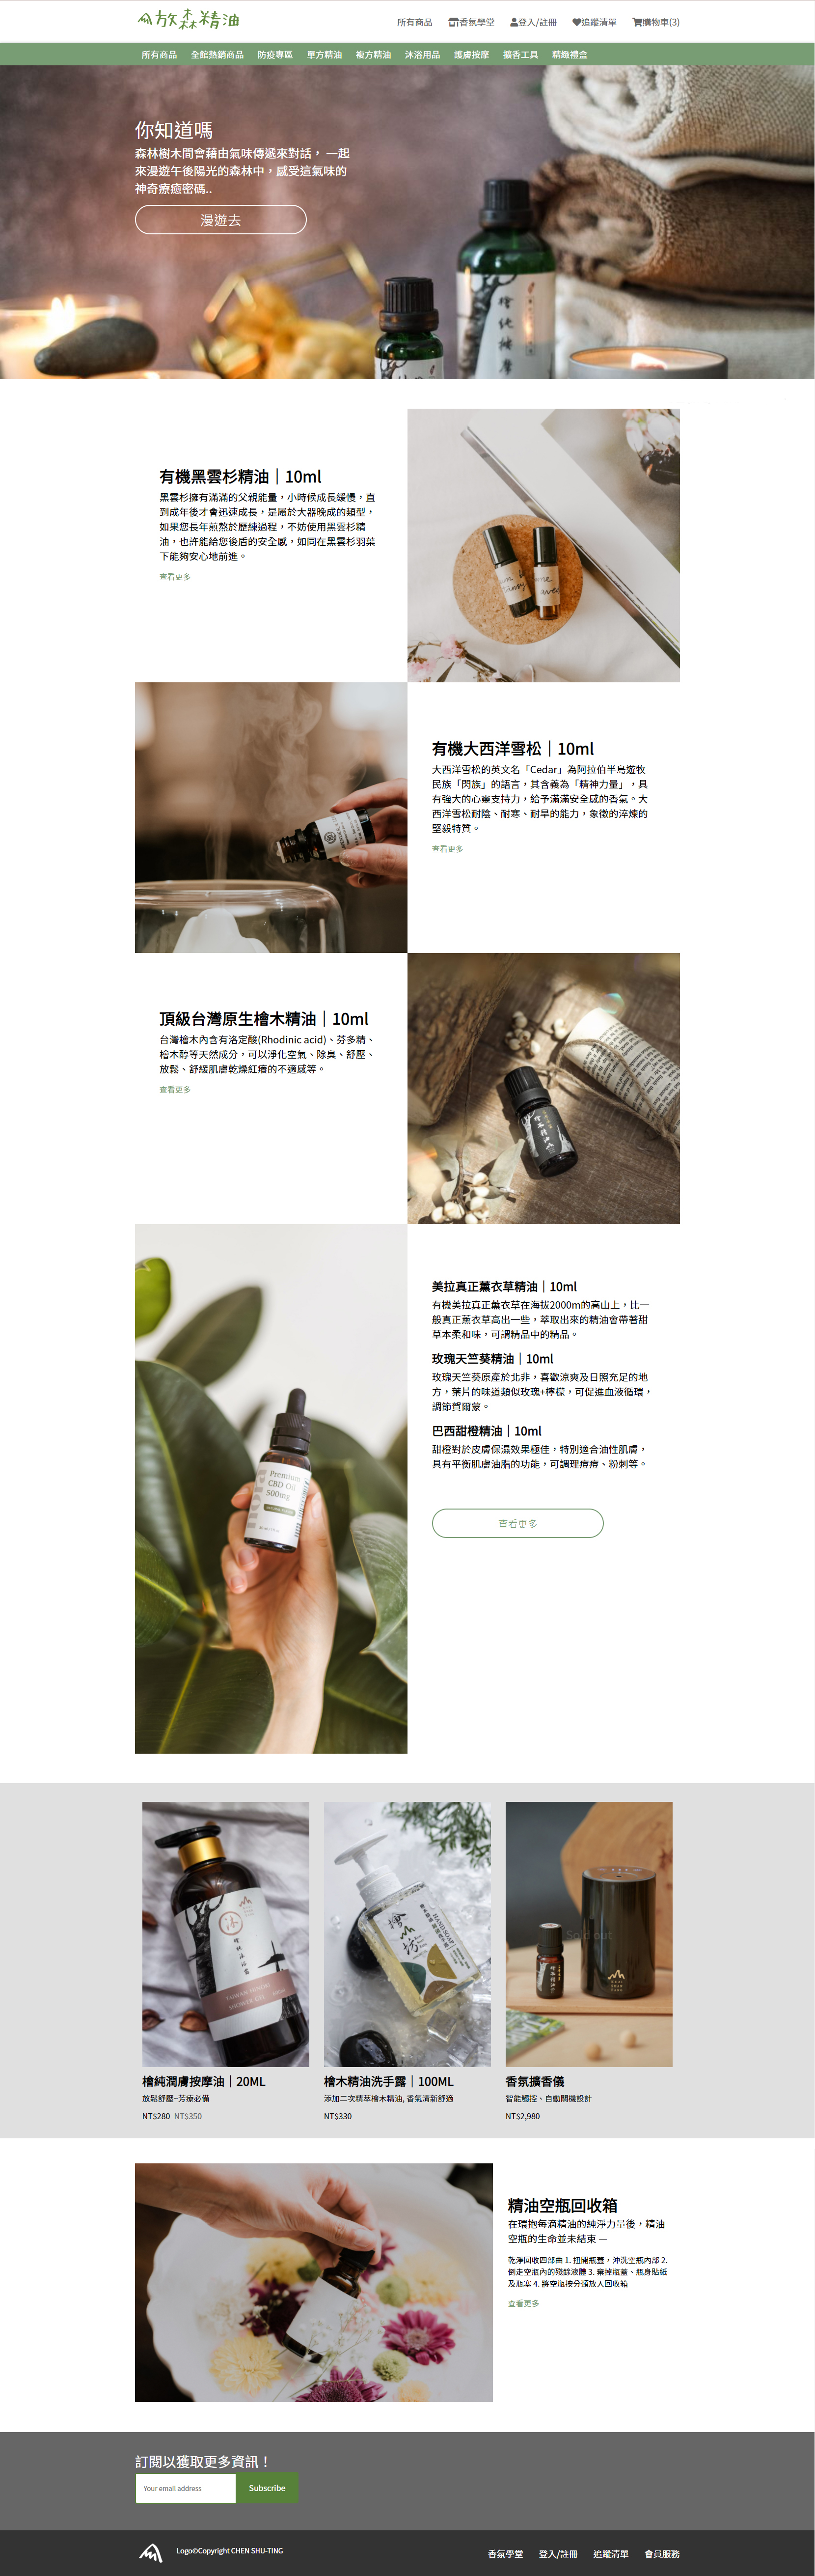 放森精油
所有商品 香氛學堂 登入/註冊 追蹤清單 購物車(3)
所有商品 全館熱銷商品 防疫專區 單方精油 複方精油 沐浴用品 護膚按摩 擴香工具 精緻禮盒
你知道嗎
森林樹木間會藉由氣味傳遞來對話， 一起
來漫遊午後陽光的森林中，感受這氣味的
神奇療癒密碼..
漫遊去
檜純按摩
有機黑雲杉精油｜10ml
黑雲杉擁有滿滿的父親能量，小時候成長緩慢，直
到成年後才會迅速成長，是屬於大器晚成的類型，
如果您長年煎熬於歷練過程，不妨使用黑雲杉精
油，也許能給您後盾的安全感，如同在黑雲杉羽葉
下能夠安心地前進。
查看更多
有機大西洋雪松｜10ml
大西洋雪松的英文名「Cedar」為阿拉伯半島遊牧
民族「閃族」的語言，其含義為「精神力量」，具
有強大的心靈支持力，給予滿滿安全感的香氣。大
西洋雪松耐陰、耐寒、耐旱的能力，象徵的淬煉的
堅毅特質。
查看更多
頂級台灣原生檜木精油｜10ml
台灣檜木內含有洛定酸(Rhodinic acid)、芬多精、
檜木醇等天然成分，可以淨化空氣、除臭、舒壓、
放鬆、舒緩肌膚乾燥紅癢的不適感等。
查看更多
Premium
CBD Oil
500mg
美拉真正薰衣草精油｜10ml
有機美拉真正薰衣草在海拔2000m的高山上，比一
般真正薰衣草高出一些，萃取出來的精油會帶著甜
草本柔和味，可謂精品中的精品。
玫瑰天竺葵精油｜10ml
玫瑰天竺葵原產於北非，喜歡涼爽及日照充足的地
方，葉片的味道類似玫瑰+檸檬，可促進血液循環，
調節賀爾蒙。
巴西甜橙精油｜10ml
甜橙對於皮膚保濕效果極佳，特別適合油性肌膚，
具有平衡肌膚油脂的功能，可調理痘痘、粉刺等。
查看更多
HAND SOAP
Sold out
檜純潤膚按摩油｜20ML
放鬆舒壓~芳療必備
NT$280 NT$350
檜木精油洗手露｜100ML
添加二次精萃檜木精油, 香氣清新舒適
NT$330
香氛擴香儀
智能觸控、自動關機設計
NT$2,980
精油空瓶回收箱
在環抱每滴精油的純淨力量後，精油
空瓶的生命並未結束 —
乾淨回收四部曲 1. 扭開瓶蓋，沖洗空瓶內部 2.
倒走空瓶內的殘餘液體 3. 棄掉瓶蓋、瓶身貼紙
及瓶塞 4. 將空瓶按分類放入回收箱
查看更多
訂閱以獲取更多資訊！
Your email address Subscribe
Logo©Copyright CHEN SHU-TING
香氛學堂 登入/註冊 追蹤清單 會員服務